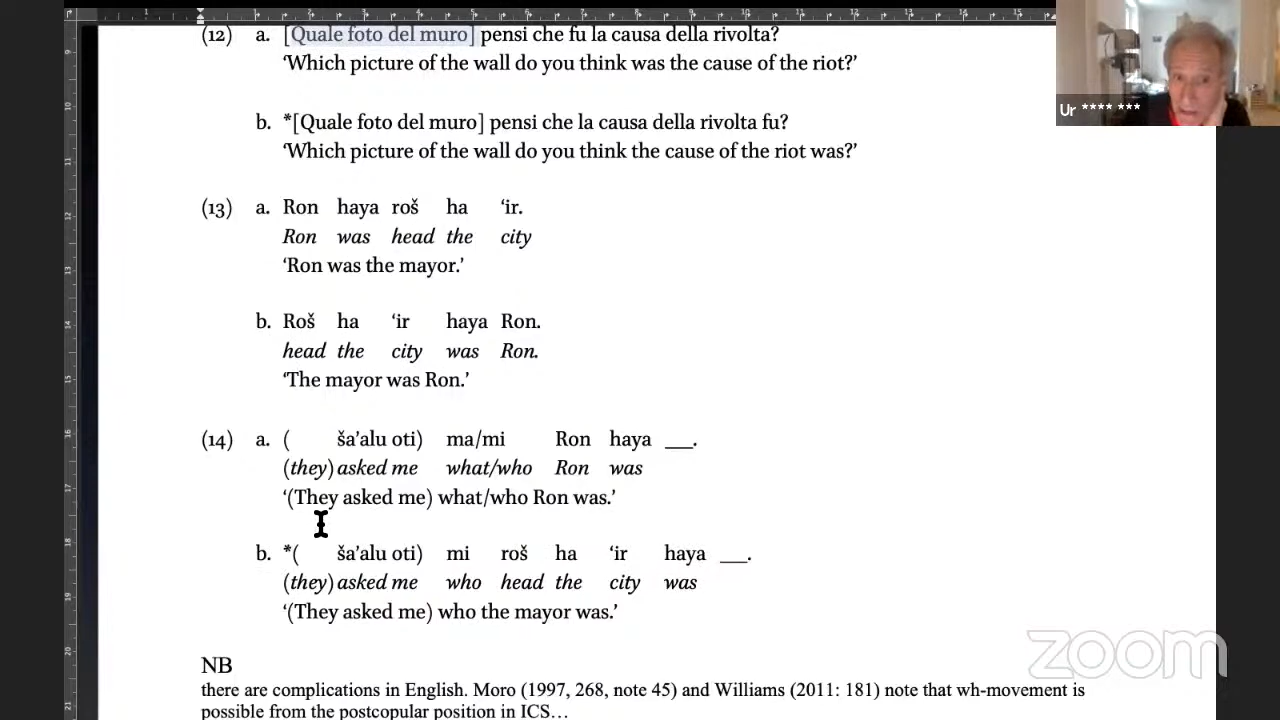 (12) a. [Quale foto del muro] pensi che fu la causa della rivolta?
‘Which picture of the wall do you think was the cause of the riot?’
b. *[Quale foto del muro] pensi che la causa della rivolta fu?
‘Which picture of the wall do you think the cause of the riot was?’
(13) a. Ron haya roš ha ‘ir.
Ron was head the city
‘Ron was the mayor.’
b. Roš ha ‘ir haya Ron.
head the city was Ron.
‘The mayor was Ron.’
(14) a. ( ša’alu oti) ma/mi Ron haya ___.
(they) asked me what/who Ron was
‘(They asked me) what/who Ron was.’
b. *( ša’alu oti) mi roš ha ‘ir haya ___.
(they) asked me who head the city was
‘(They asked me) who the mayor was.’
NB
there are complications in English. Moro (1997, 268, note 45) and Williams (2011: 181) note that wh-movement is
possible from the postcopular position in ICS…
Ur **** ***
zoom